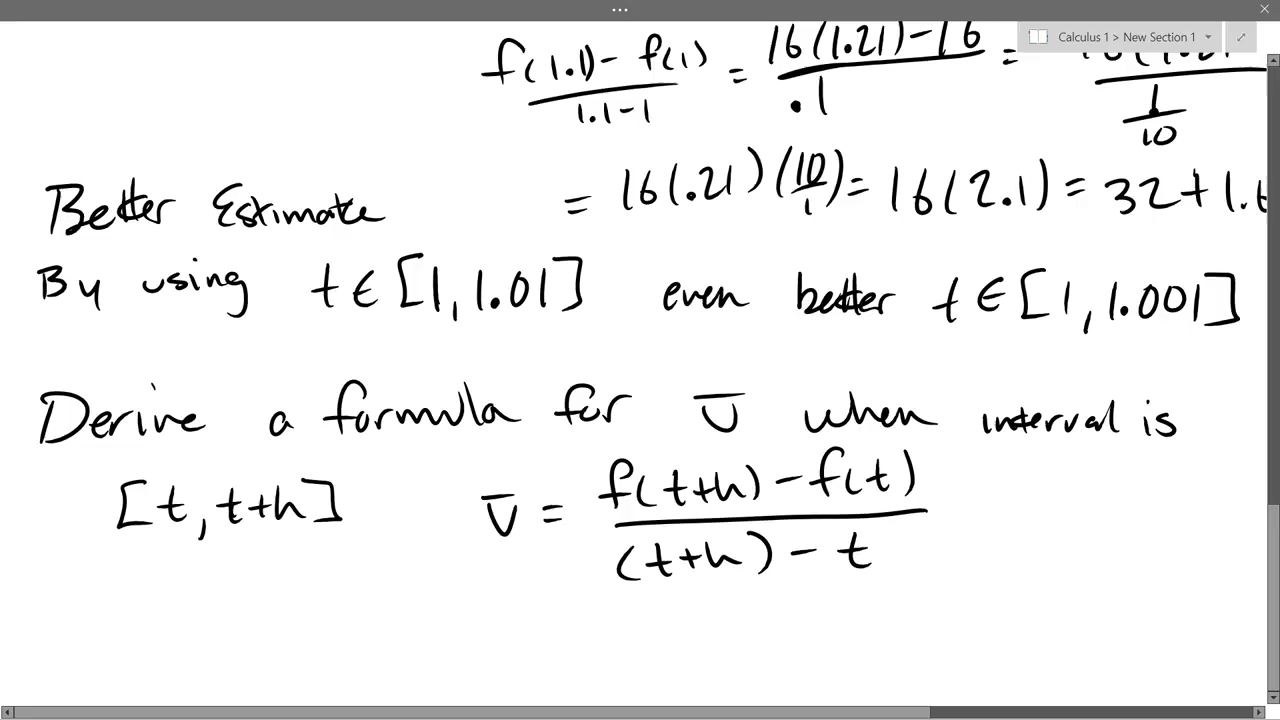 Calculus 1 > New Section 1
f(1.1) - f(1) / 1.1 - 1 = 16(1.21) - 16 / .1 =
1 / 10
= 16(.21)(10/1) = 16(2.1) = 32 + 1.
Better Estimate
By using t ∈ [1, 1.01] even better t ∈ [1, 1.001]
Derive a formula for v̅ when interval is
[t, t+h] v̅ = f(t+h) - f(t) / (t+h) - t